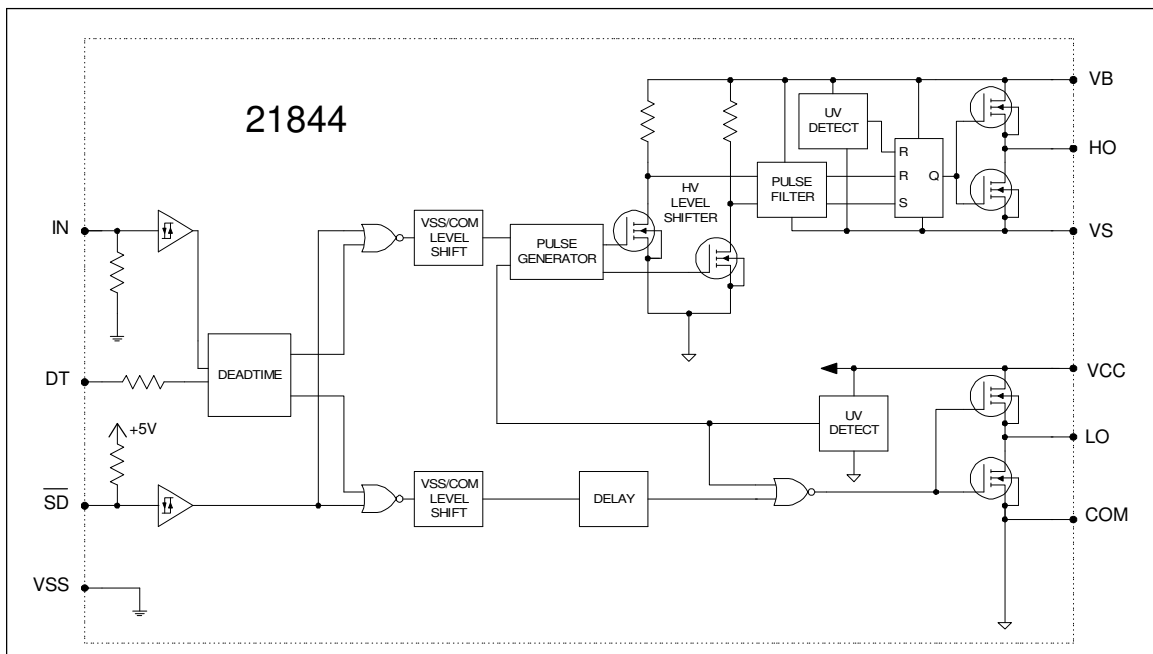 21844
VB
UV
DETECT
HO
R
R
Q
S
PULSE
FILTER
HV
LEVEL
SHIFTER
VS
IN
VSS/COM
LEVEL
SHIFT
PULSE
GENERATOR
DEADTIME
DT
VCC
UV
DETECT
+5V
LO
SD
VSS/COM
LEVEL
SHIFT
DELAY
COM
VSS